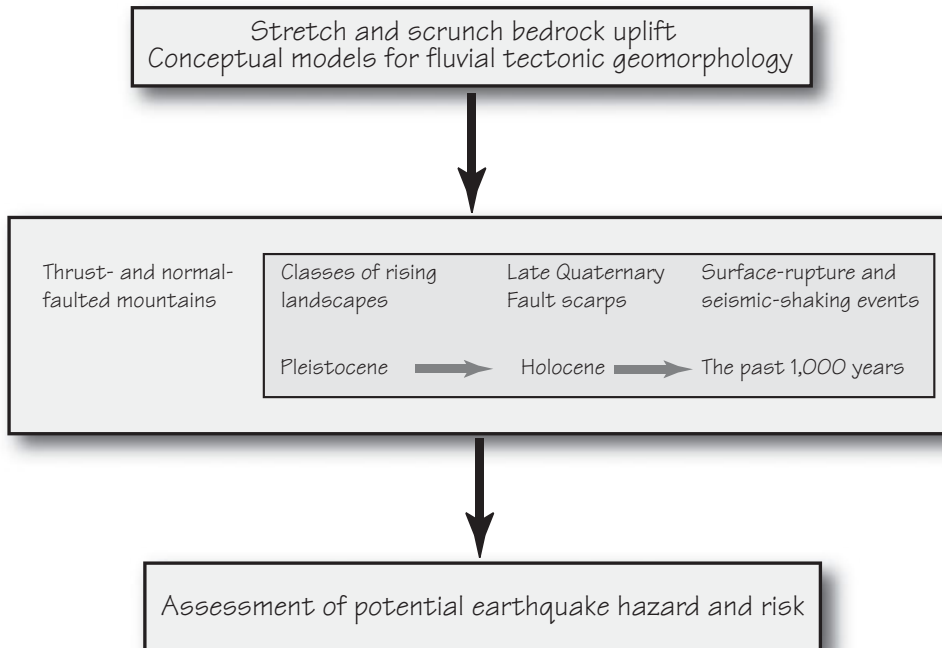 Stretch and scrunch bedrock uplift
Conceptual models for fluvial tectonic geomorphology
Thrust- and normal-
faulted mountains
Classes of rising
landscapes
Late Quaternary
Fault scarps
Surface-rupture and
seismic-shaking events
Pleistocene
Holocene
The past 1,000 years
Assessment of potential earthquake hazard and risk